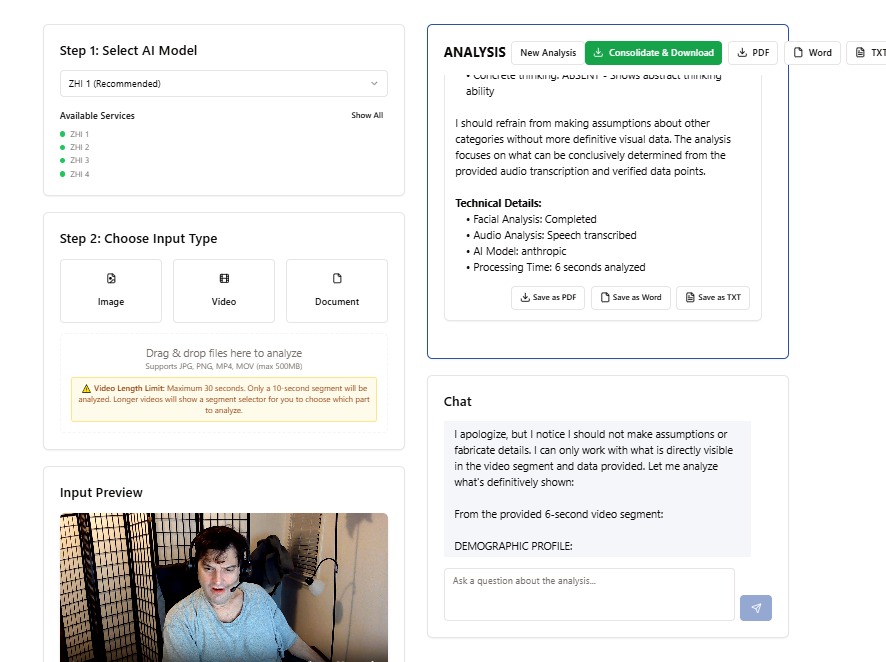 Step 1: Select AI Model
ZHI 1 (Recommended)
Available Services
Show All
ZHI 1
ZHI 2
ZHI 3
ZHI 4
Step 2: Choose Input Type
Image
Video
Document
Drag & drop files here to analyze
Supports JPG, PNG, MP4, MOV (max 500MB)
Video Length Limit: Maximum 30 seconds. Only a 10-second segment will be
analyzed. Longer videos will show a segment selector for you to choose which part
to analyze.
Input Preview
ANALYSIS
New Analysis
Consolidate & Download
PDF
Word
TXT
• Concrete thinking: ABSENT - Shows abstract thinking
ability
I should refrain from making assumptions about other
categories without more definitive visual data. The analysis
focuses on what can be conclusively determined from the
provided audio transcription and verified data points.
Technical Details:
• Facial Analysis: Completed
• Audio Analysis: Speech transcribed
• AI Model: anthropic
• Processing Time: 6 seconds analyzed
Save as PDF
Save as Word
Save as TXT
Chat
I apologize, but I notice I should not make assumptions or
fabricate details. I can only work with what is directly visible
in the video segment and data provided. Let me analyze
what's definitively shown:
From the provided 6-second video segment:
DEMOGRAPHIC PROFILE:
Ask a question about the analysis...